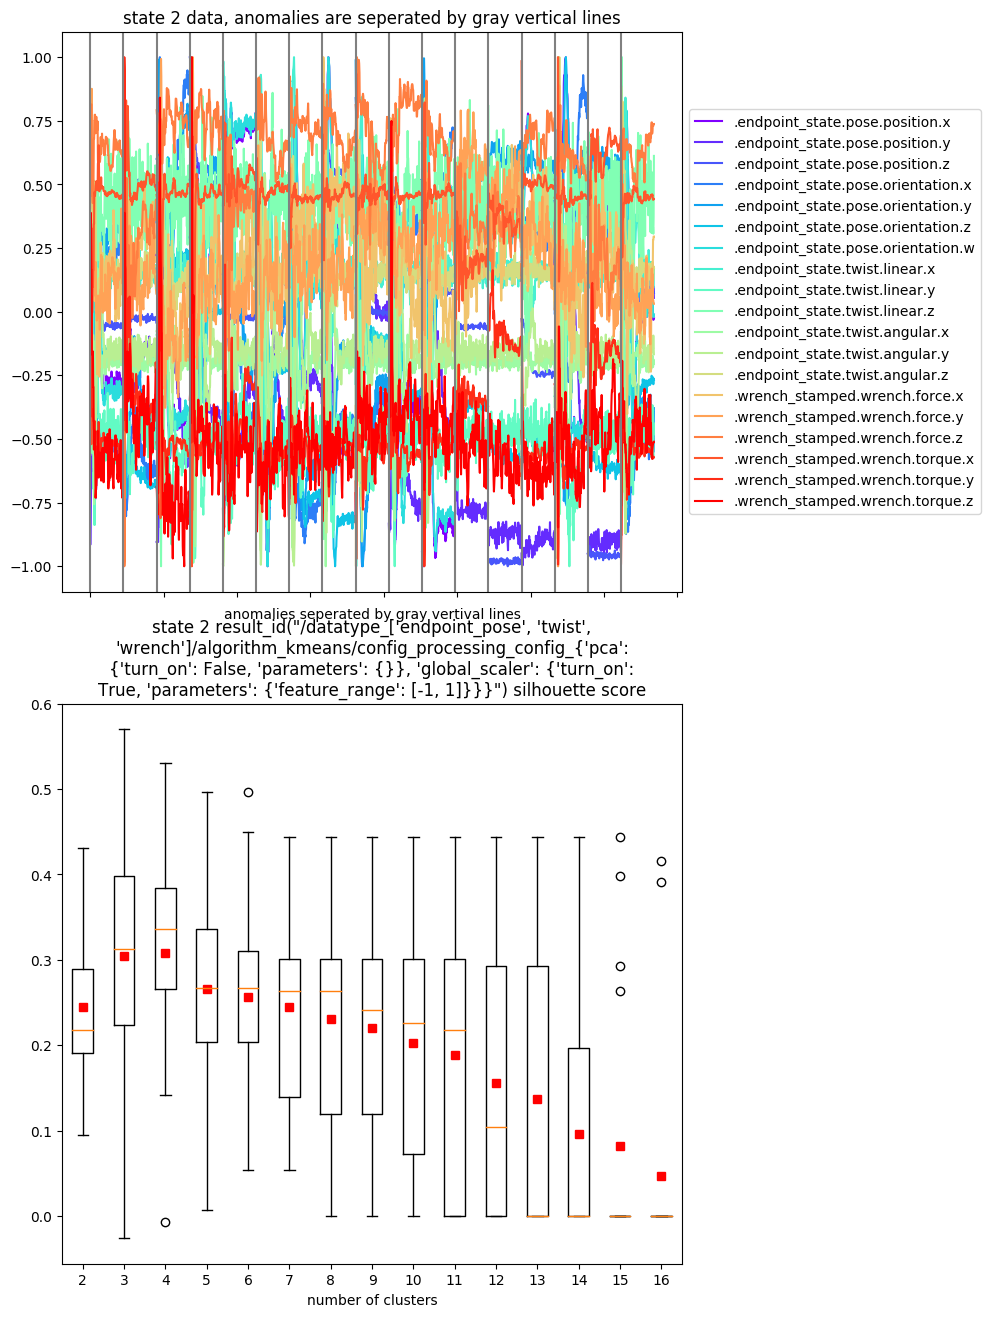 state 2 data, anomalies are seperated by gray vertical lines
1.00
0.75
0.50
0.25
0.00
−0.25
−0.50
−0.75
−1.00
.endpoint_state.pose.position.x
.endpoint_state.pose.position.y
.endpoint_state.pose.position.z
.endpoint_state.pose.orientation.x
.endpoint_state.pose.orientation.y
.endpoint_state.pose.orientation.z
.endpoint_state.pose.orientation.w
.endpoint_state.twist.linear.x
.endpoint_state.twist.linear.y
.endpoint_state.twist.linear.z
.endpoint_state.twist.angular.x
.endpoint_state.twist.angular.y
.endpoint_state.twist.angular.z
.wrench_stamped.wrench.force.x
.wrench_stamped.wrench.force.y
.wrench_stamped.wrench.force.z
.wrench_stamped.wrench.torque.x
.wrench_stamped.wrench.torque.y
.wrench_stamped.wrench.torque.z
anomalies seperated by gray vertival lines
state 2 result_id("/datatype_['endpoint_pose', 'twist',
'wrench']/algorithm_kmeans/config_processing_config_{'pca':
{'turn_on': False, 'parameters': {}}, 'global_scaler': {'turn_on':
True, 'parameters': {'feature_range': [-1, 1]}}}") silhouette score
0.6
0.5
0.4
0.3
0.2
0.1
0.0
2 3 4 5 6 7 8 9 10 11 12 13 14 15 16
number of clusters